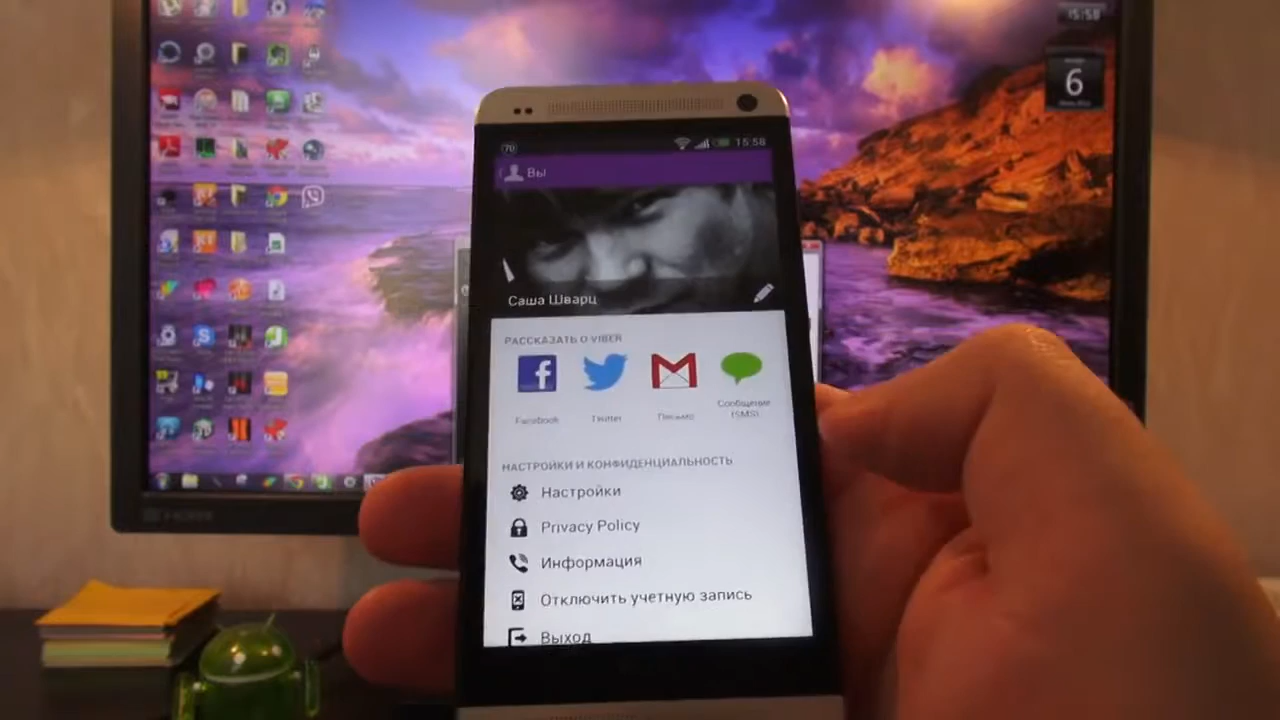 15:58
6
70
15:58
Вы
Саша Шварц
РАССКАЗАТЬ О VIBER
Facebook
Twitter
Письмо
Сообщение
(SMS)
НАСТРОЙКИ И КОНФИДЕНЦИАЛЬНОСТЬ
Настройки
Privacy Policy
Информация
Отключить учетную запись
Выход